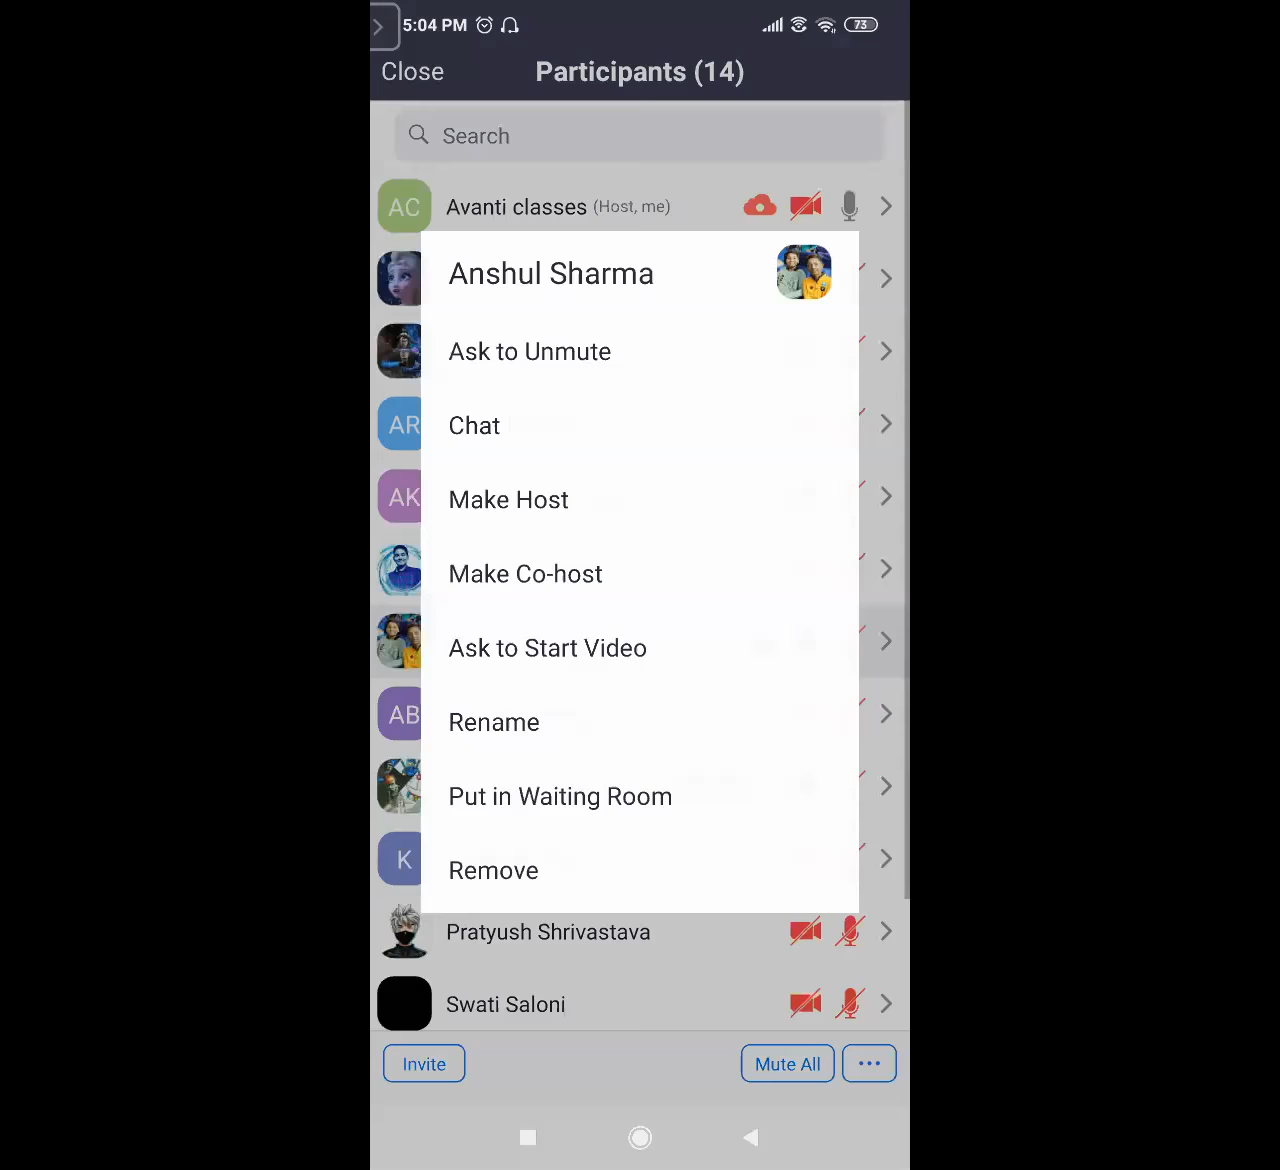 5:04 PM
73
Close
Participants (14)
Search
AC
Avanti classes (Host, me)
Anshul Sharma
Ask to Unmute
AR
Chat
AK
Make Host
Make Co-host
Ask to Start Video
AB
Rename
Put in Waiting Room
K
Remove
Pratyush Shrivastava
Swati Saloni
Invite
Mute All